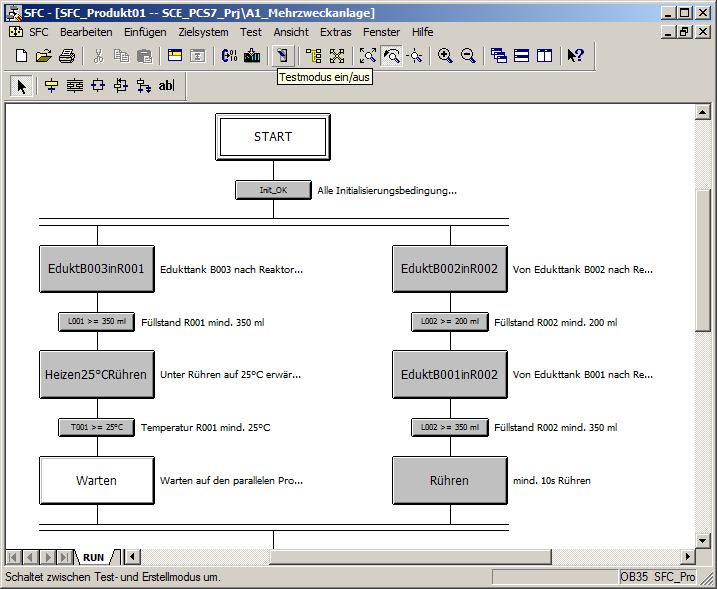 SFC - [SFC_Produkt01 -- SCE_PCS7_Prj\A1_Mehrzweckanlage]
SFC Bearbeiten Einfügen Zielsystem Test Ansicht Extras Fenster Hilfe
Testmodus ein/aus
ab|
START
Init_OK Alle Initialisierungsbedingung...
EduktB003inR001 Edukttank B003 nach Reaktor... EduktB002inR002 Von Edukttank B002 nach Re...
L001 >= 350 ml Füllstand R001 mind. 350 ml L002 >= 200 ml Füllstand R002 mind. 200 ml
Heizen25°CRühren Unter Rühren auf 25°C erwär... EduktB001inR002 Von Edukttank B001 nach Re...
T001 >= 25°C Temperatur R001 mind. 25°C L002 >= 350 ml Füllstand R002 mind. 350 ml
Warten Warten auf den parallelen Pro... Rühren mind. 10s Rühren
RUN
Schaltet zwischen Test- und Erstellmodus um. OB35 SFC_Pro